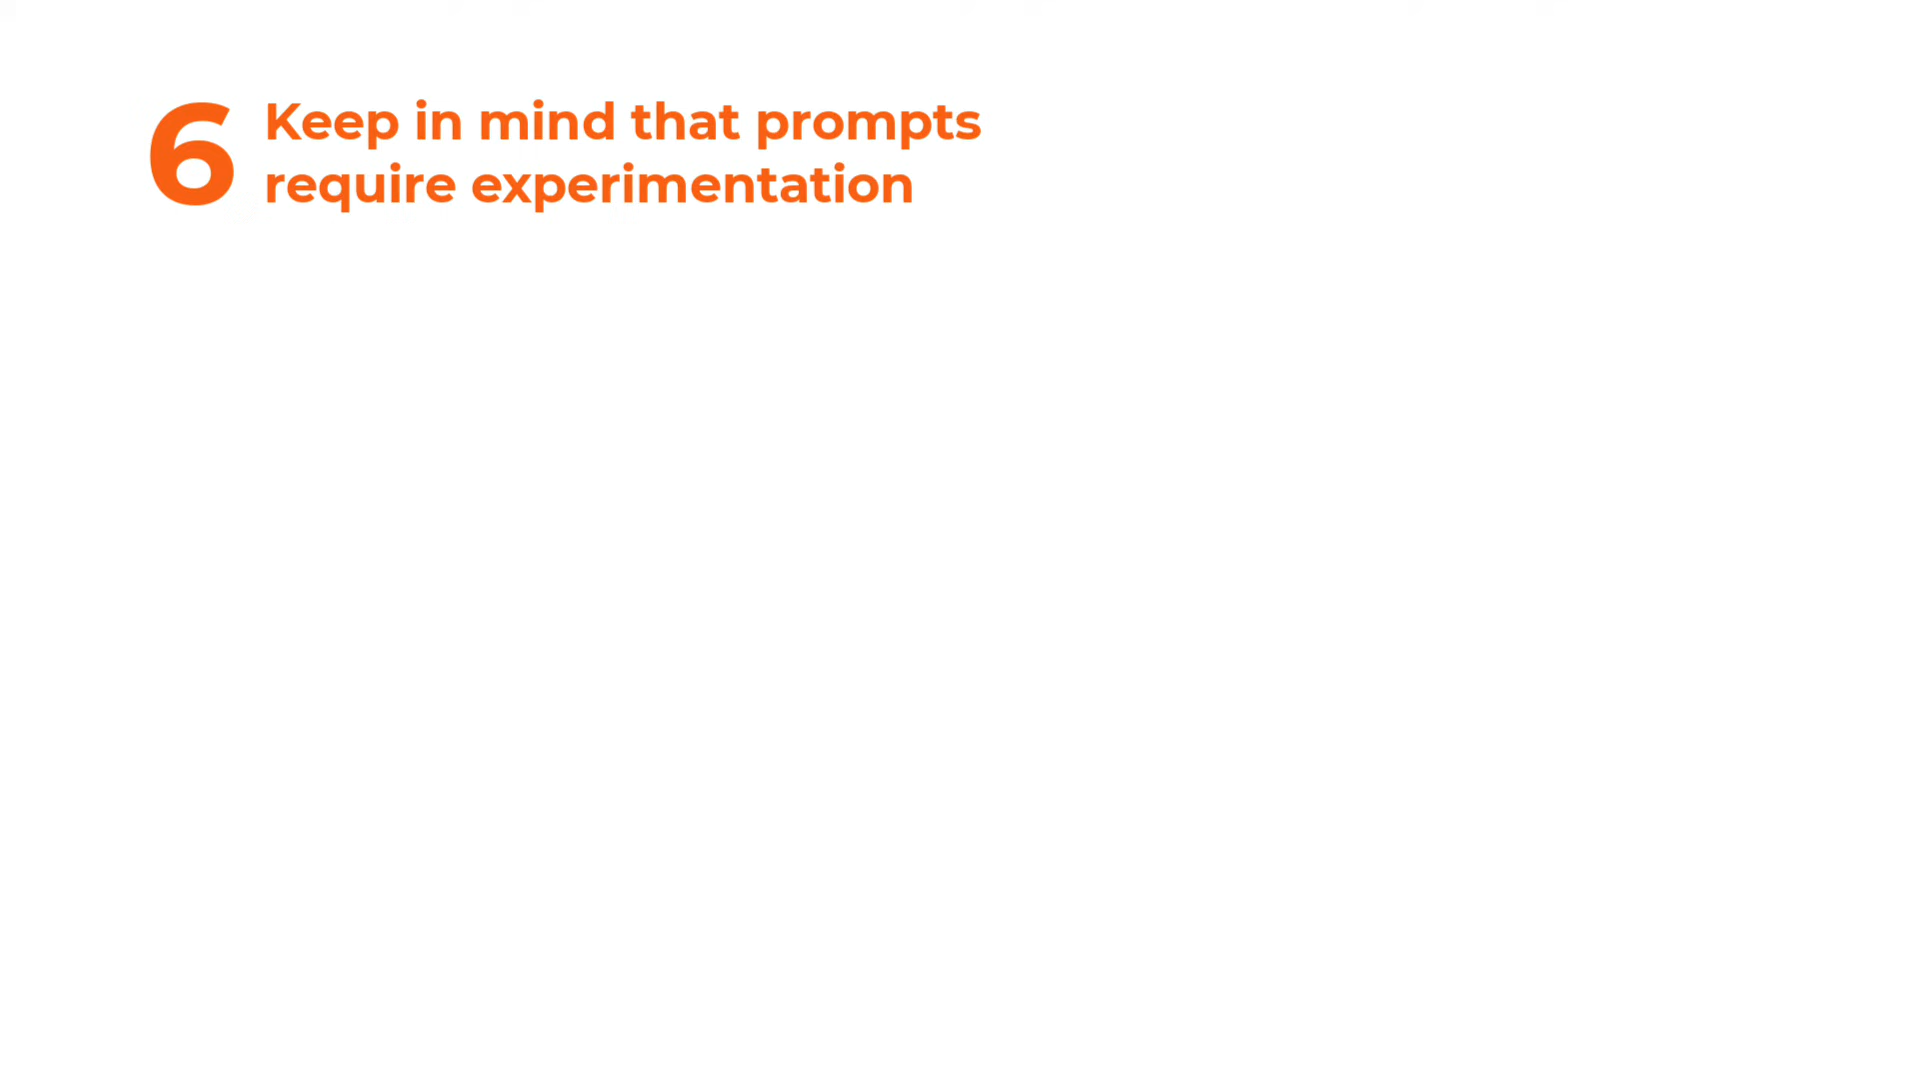 6 Keep in mind that prompts
require experimentation